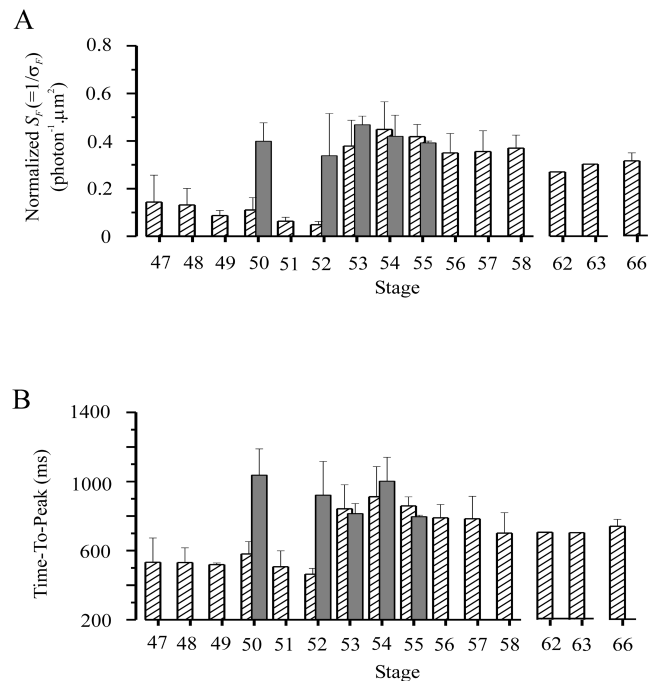 A
Normalized S_F(=1/σ_F)
(photon⁻¹.μm²)
0.8
0.6
0.4
0.2
0
47 48 49 50 51 52 53 54 55 56 57 58 62 63 66
Stage
B
Time-To-Peak (ms)
1400
1000
600
200
47 48 49 50 51 52 53 54 55 56 57 58 62 63 66
Stage